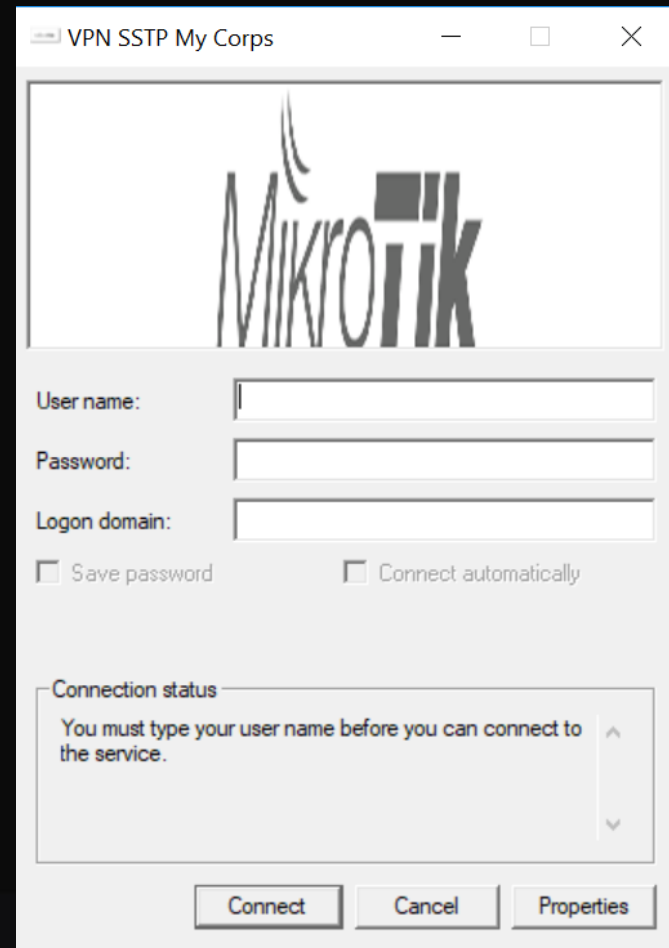 VPN SSTP My Corps
MikroTik
User name:
Password:
Logon domain:
Save password
Connect automatically
Connection status
You must type your user name before you can connect to
the service.
Connect
Cancel
Properties